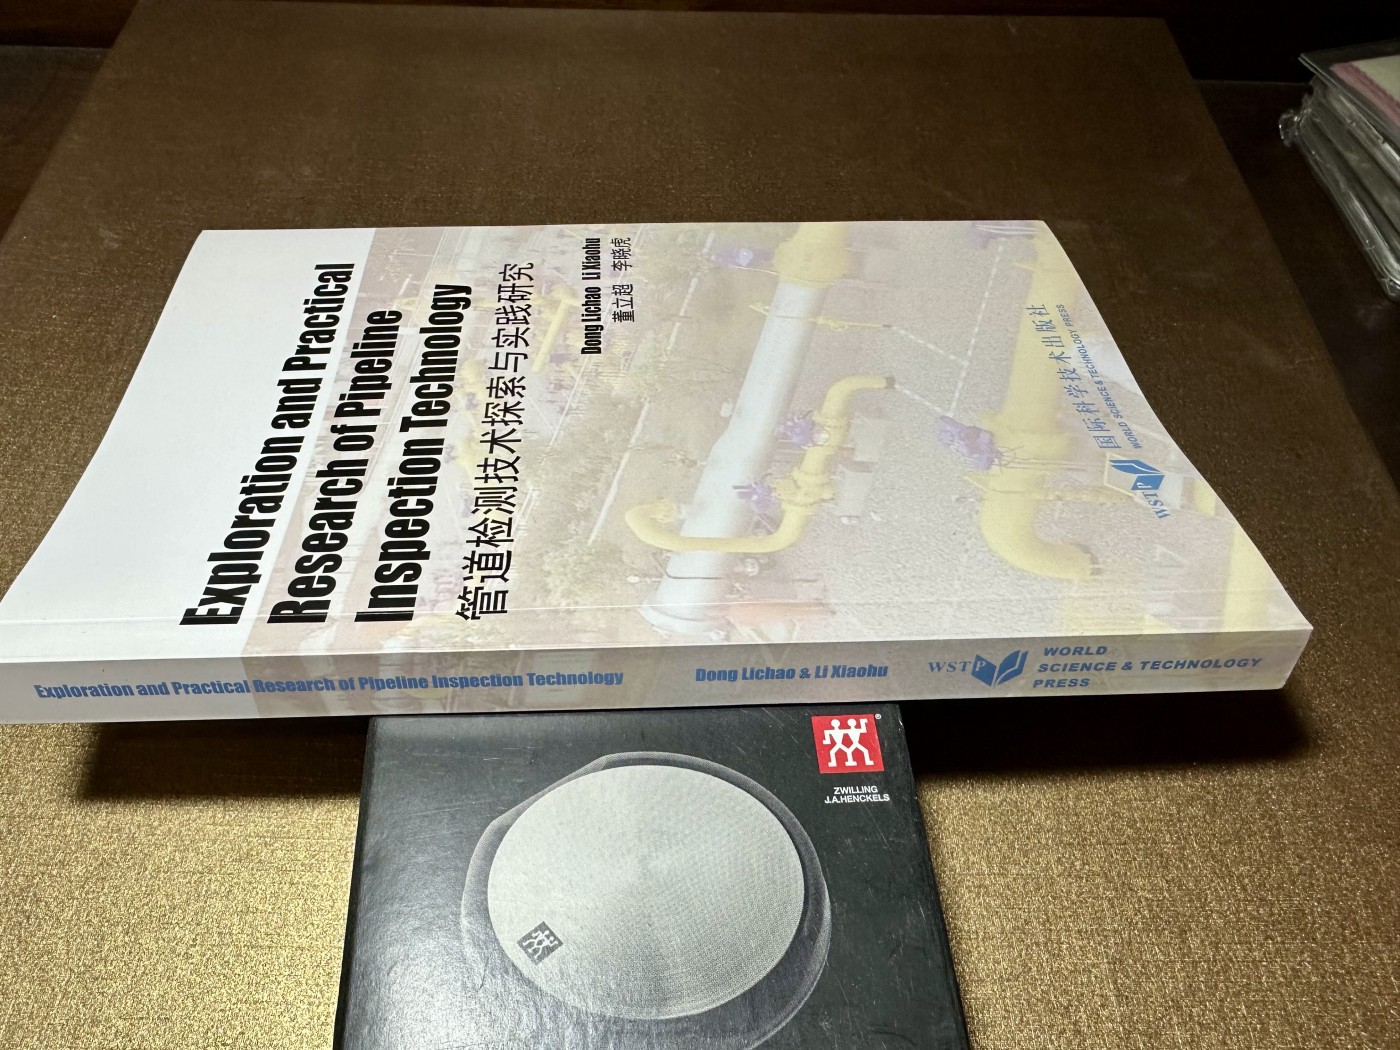 Exploration and Practical
Research of Pipeline
Inspection Technology
管道检测技术探索与实践研究
Dong Lichao Li Xiaohu
董立超 李晓虎
WSTP
国际科学技术出版社
WORLD SCIENCE & TECHNOLOGY PRESS
Exploration and Practical Research of Pipeline Inspection Technology
Dong Lichao & Li Xiaohu
WSTP
WORLD
SCIENCE & TECHNOLOGY
PRESS
ZWILLING
J.A.HENCKELS